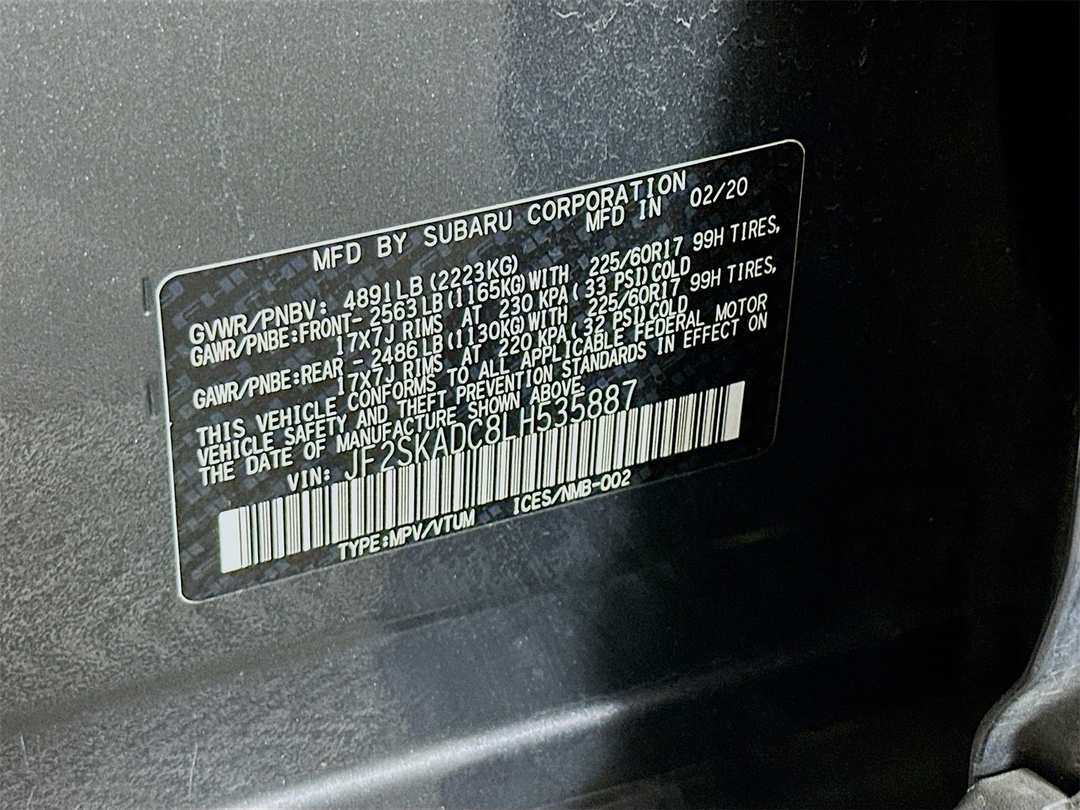 MFD BY SUBARU CORPORATION
MFD IN 02/20
GVWR/PNBV: 4891LB(2223KG)
GAWR/PNBE:FRONT- 2563LB(1165KG)WITH 225/60R17 99H TIRES,
17X7J RIMS AT 230 KPA(33 PSI)COLD
GAWR/PNBE:REAR - 2486LB(1130KG)WITH 225/60R17 99H TIRES,
17X7J RIMS AT 220 KPA(32 PSI)COLD
THIS VEHICLE CONFORMS TO ALL APPLICABLE FEDERAL MOTOR
VEHICLE SAFETY AND THEFT PREVENTION STANDARDS IN EFFECT ON
THE DATE OF MANUFACTURE SHOWN ABOVE.
VIN: JF2SKADC8LH535887
TYPE:MPV/VTUM ICES/NMB-002